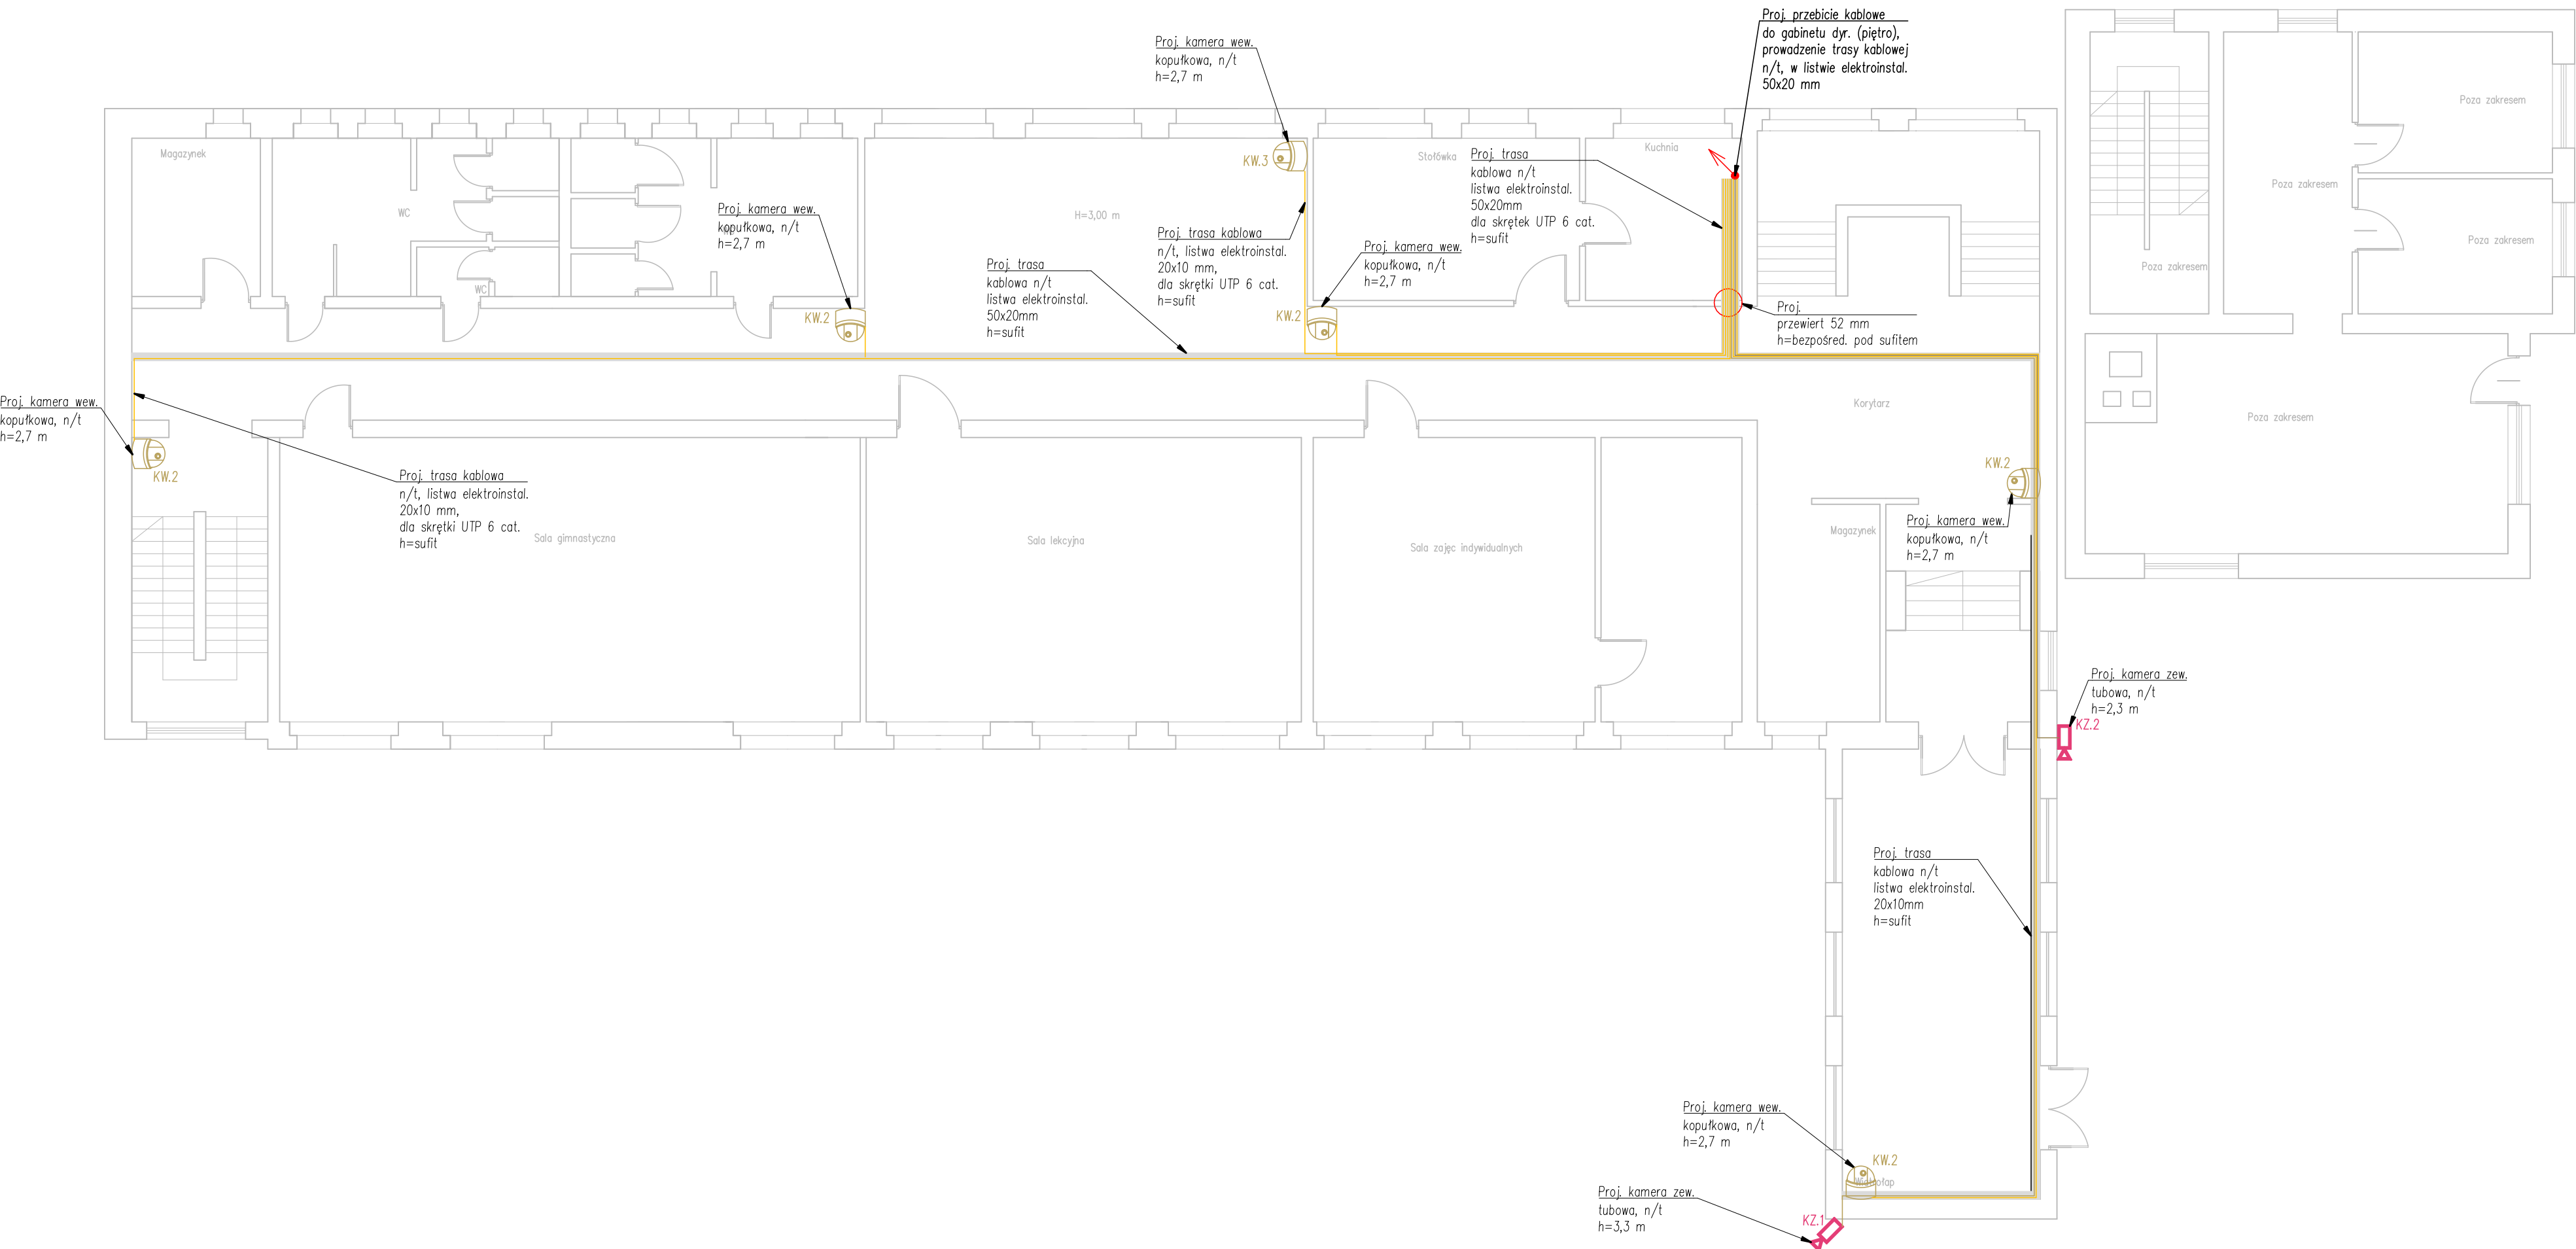 Proj. przebicie kablowe
do gabinetu dyr. (piętro),
prowadzenie trasy kablowej
n/t, w listwie elektroinstal.
50x20 mm
Proj. kamera wew.
kopułkowa, n/t
h=2,7 m
Poza zakresem
Poza zakresem
Poza zakresem
Poza zakresem
Poza zakresem
Magazynek
WC
WC
Proj. kamera wew.
kopułkowa, n/t
h=2,7 m
KW.2
H=3,00 m
KW.3
Proj. trasa kablowa
n/t, listwa elektroinstal.
20x10 mm,
dla skrętki UTP 6 cat.
h=sufit
Proj. trasa
kablowa n/t
listwa elektroinstal.
50x20mm
h=sufit
Stołówka
Kuchnia
Proj. trasa
kablowa n/t
listwa elektroinstal.
50x20mm
dla skrętek UTP 6 cat.
h=sufit
Proj. kamera wew.
kopułkowa, n/t
h=2,7 m
KW.2
Proj.
przewiert 52 mm
h=bezpośred. pod sufitem
Proj. kamera wew.
kopułkowa, n/t
h=2,7 m
KW.2
Proj. trasa kablowa
n/t, listwa elektroinstal.
20x10 mm,
dla skrętki UTP 6 cat.
h=sufit
Sala gimnastyczna
Sala lekcyjna
Sala zajęc indywidualnych
Korytarz
KW.2
Magazynek
Proj. kamera wew.
kopułkowa, n/t
h=2,7 m
Proj. kamera zew.
tubowa, n/t
h=2,3 m
KZ.2
Proj. trasa
kablowa n/t
listwa elektroinstal.
20x10mm
h=sufit
Proj. kamera wew.
kopułkowa, n/t
h=2,7 m
KW.2
Proj. kamera zew.
tubowa, n/t
h=3,3 m
KZ.1